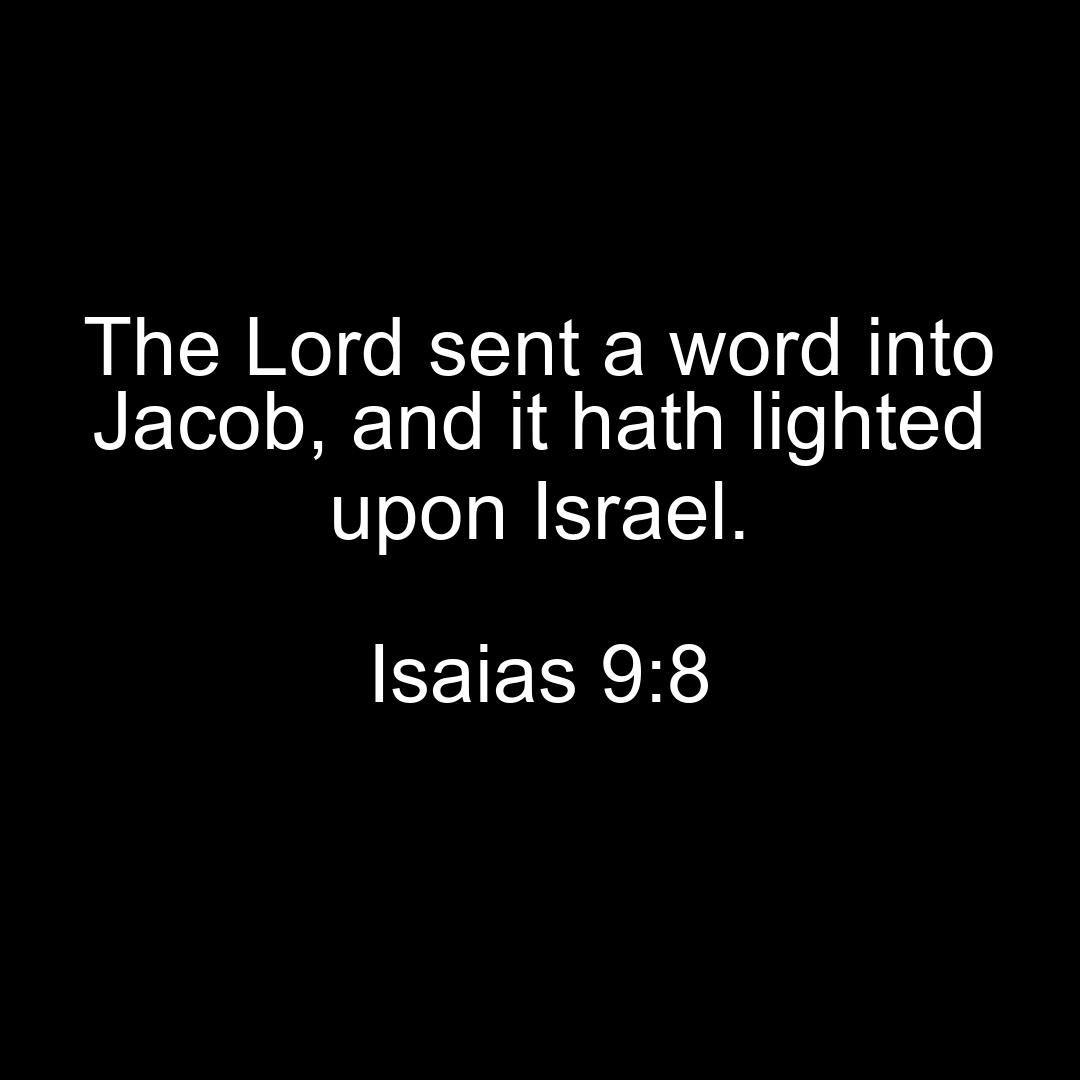 The Lord sent a word into
Jacob, and it hath lighted
upon Israel.
Isaias 9:8